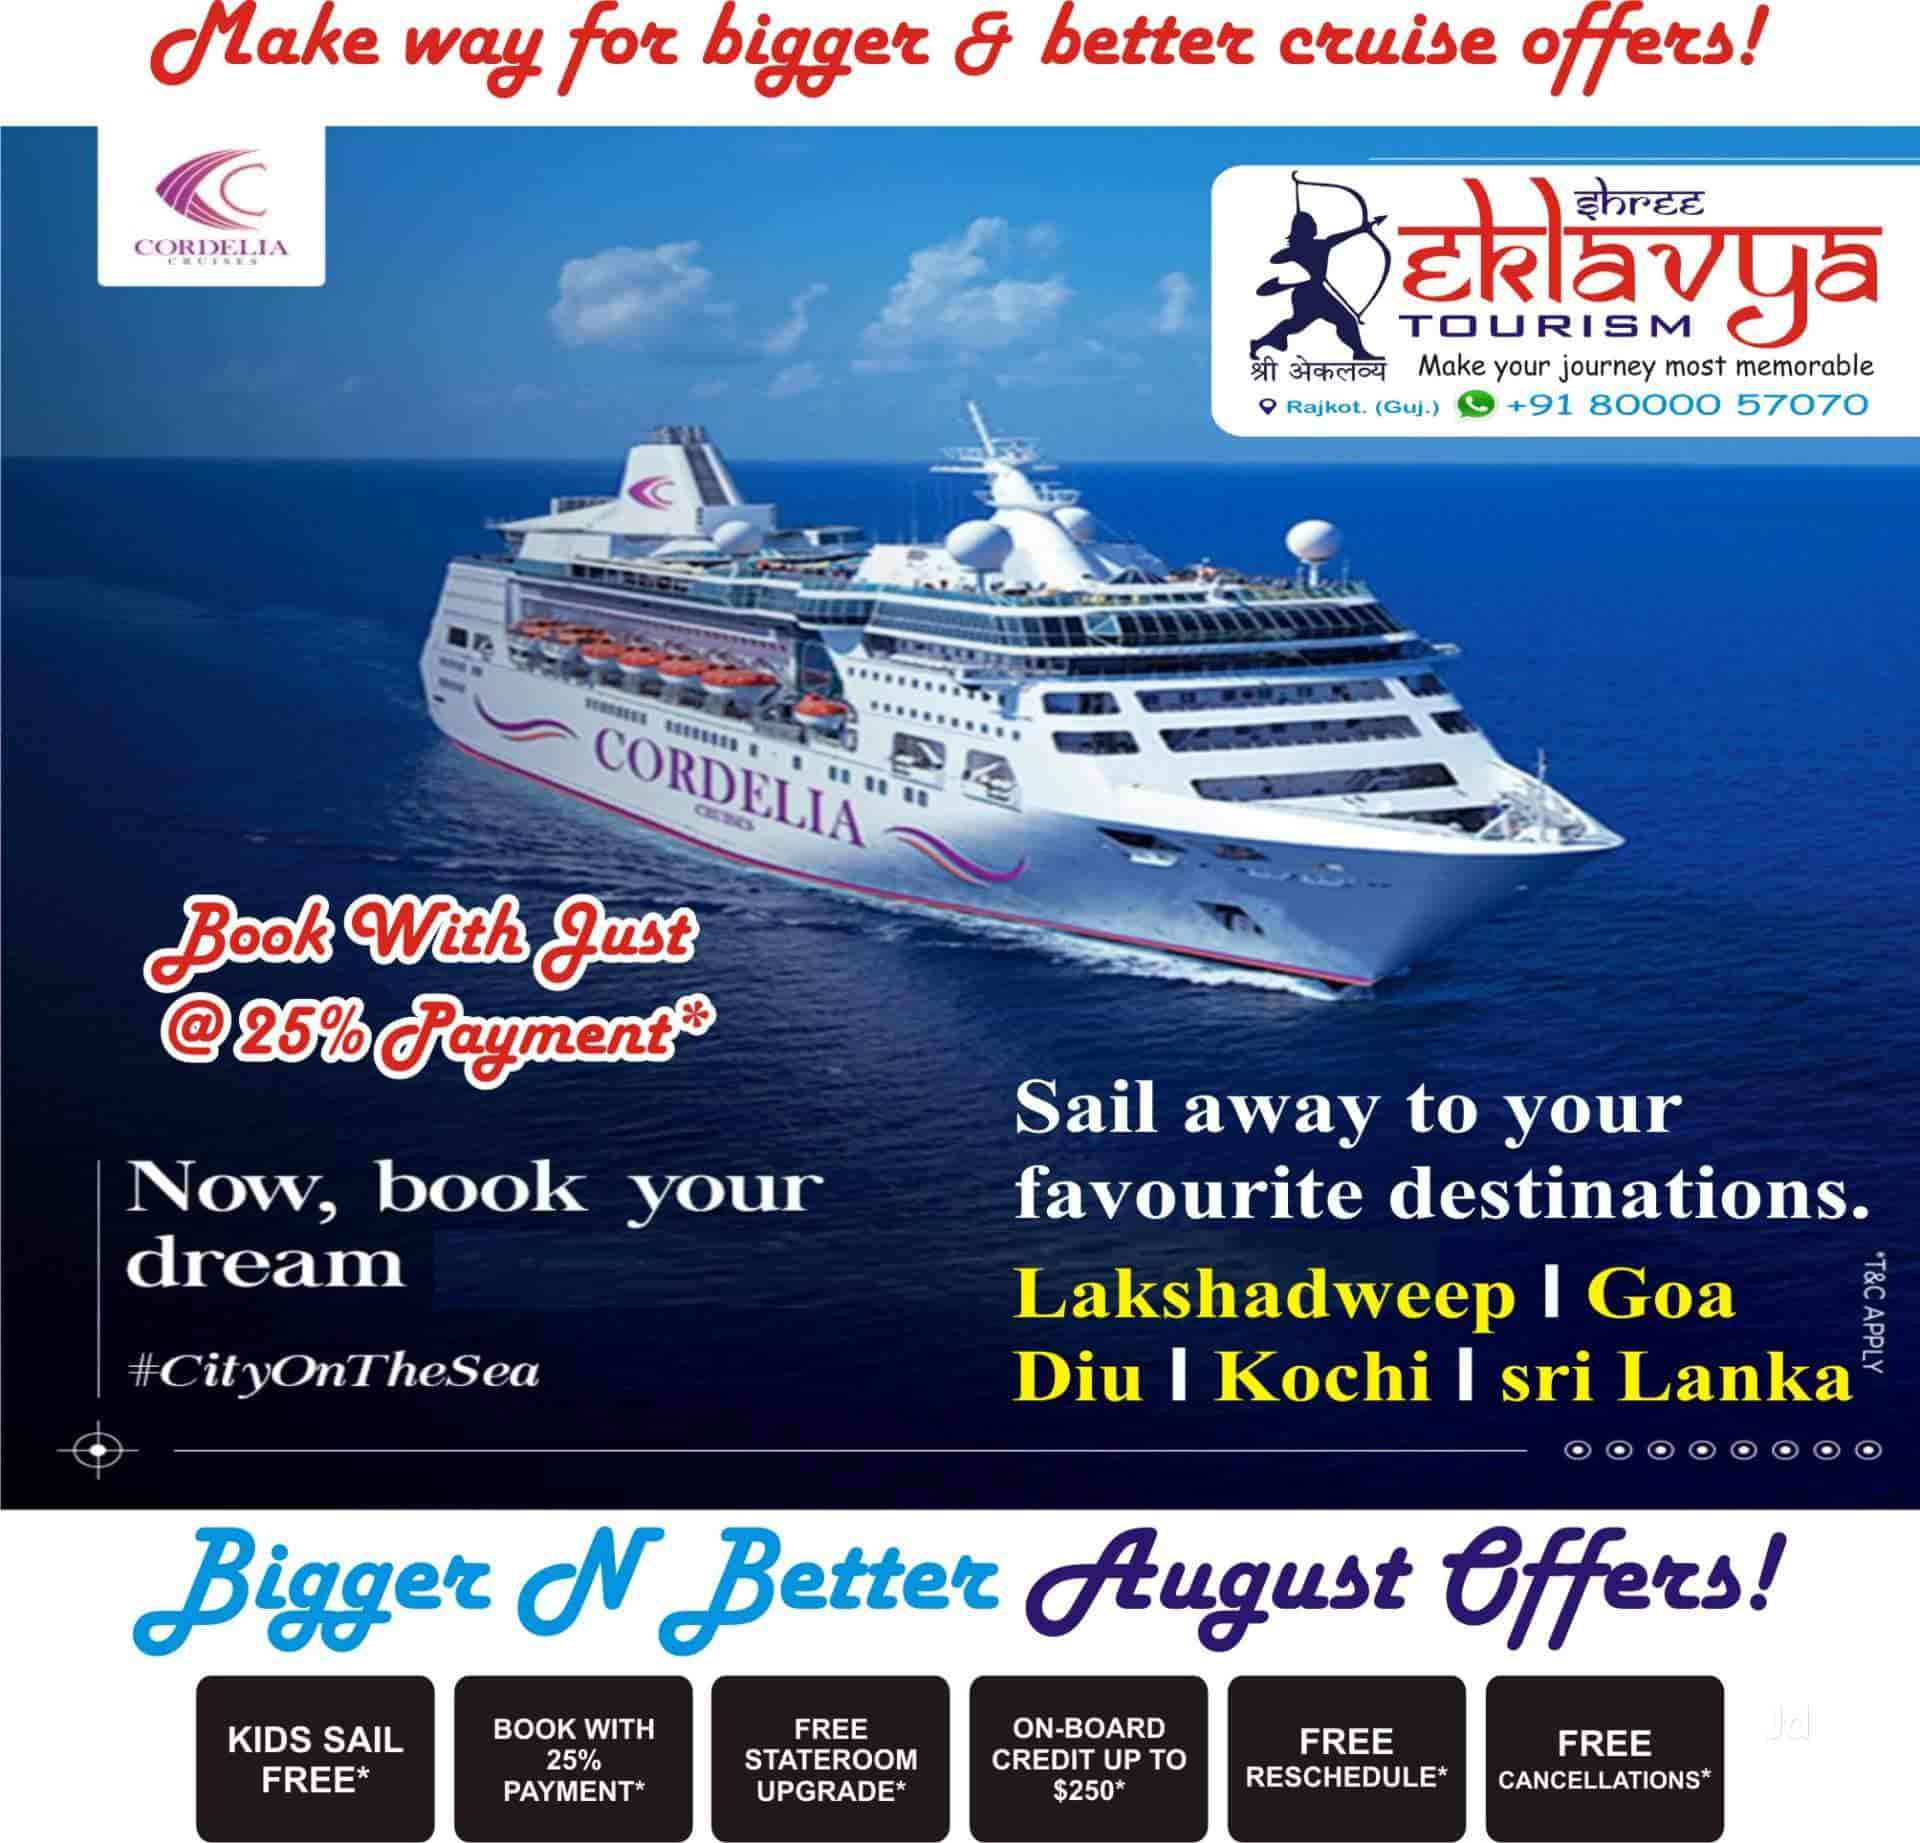 Make way for bigger & better cruise offers!
CORDELIA
CRUISES
shree
eklavya
TOURISM
श्री अेकलव्य
Make your journey most memorable
Rajkot. (Guj.) +91 80000 57070
CORDELIA
CRUISES
Book With Just
@ 25% Payment*
Now, book your
dream
#CityOnTheSea
Sail away to your
favourite destinations.
Lakshadweep | Goa
Diu | Kochi | sri Lanka
*T&C APPLY
Bigger N Better August Offers!
KIDS SAIL
FREE*
BOOK WITH
25%
PAYMENT*
FREE
STATEROOM
UPGRADE*
ON-BOARD
CREDIT UP TO
$250*
FREE
RESCHEDULE*
FREE
CANCELLATIONS*
Jd